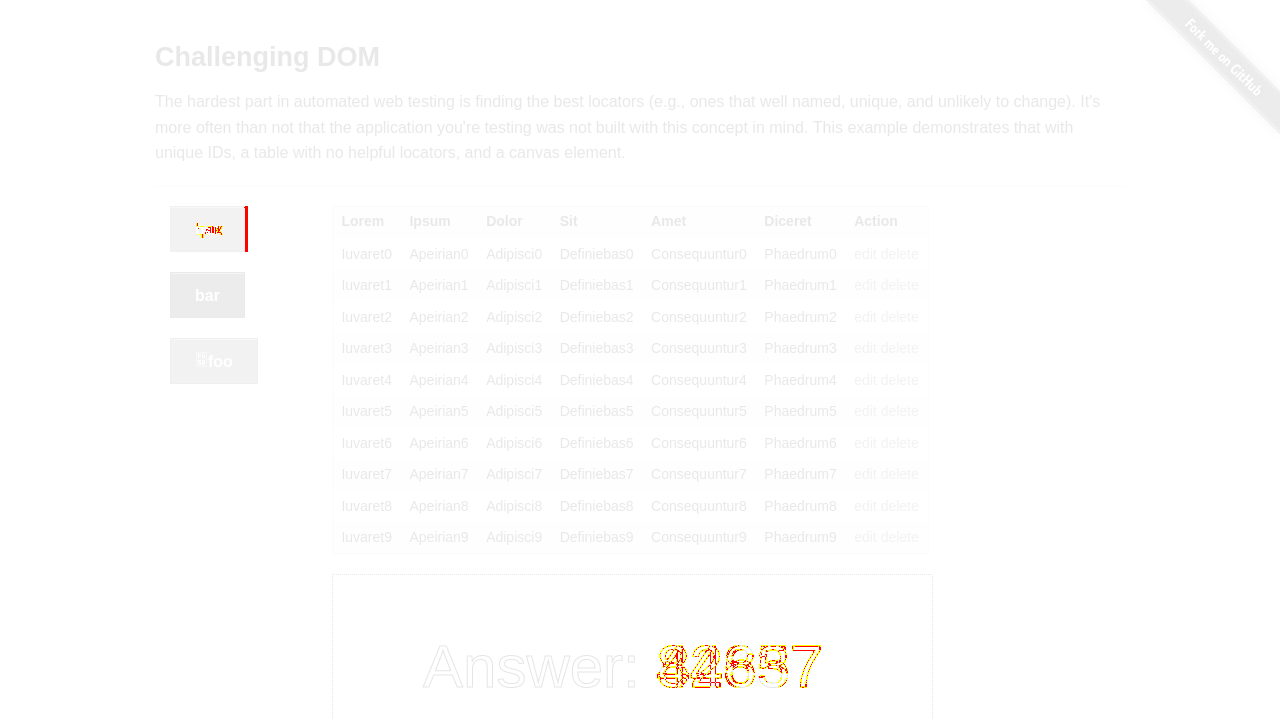 Fork me on GitHub
Challenging DOM
The hardest part in automated web testing is finding the best locators (e.g., ones that well named, unique, and unlikely to change). It's
more often than not that the application you're testing was not built with this concept in mind. This example demonstrates that with
unique IDs, a table with no helpful locators, and a canvas element.
bar
foo
Lorem Ipsum Dolor Sit Amet Diceret Action
Iuvaret0 Apeirian0 Adipisci0 Definiebas0 Consequuntur0 Phaedrum0 edit delete
Iuvaret1 Apeirian1 Adipisci1 Definiebas1 Consequuntur1 Phaedrum1 edit delete
Iuvaret2 Apeirian2 Adipisci2 Definiebas2 Consequuntur2 Phaedrum2 edit delete
Iuvaret3 Apeirian3 Adipisci3 Definiebas3 Consequuntur3 Phaedrum3 edit delete
Iuvaret4 Apeirian4 Adipisci4 Definiebas4 Consequuntur4 Phaedrum4 edit delete
Iuvaret5 Apeirian5 Adipisci5 Definiebas5 Consequuntur5 Phaedrum5 edit delete
Iuvaret6 Apeirian6 Adipisci6 Definiebas6 Consequuntur6 Phaedrum6 edit delete
Iuvaret7 Apeirian7 Adipisci7 Definiebas7 Consequuntur7 Phaedrum7 edit delete
Iuvaret8 Apeirian8 Adipisci8 Definiebas8 Consequuntur8 Phaedrum8 edit delete
Iuvaret9 Apeirian9 Adipisci9 Definiebas9 Consequuntur9 Phaedrum9 edit delete
Answer: